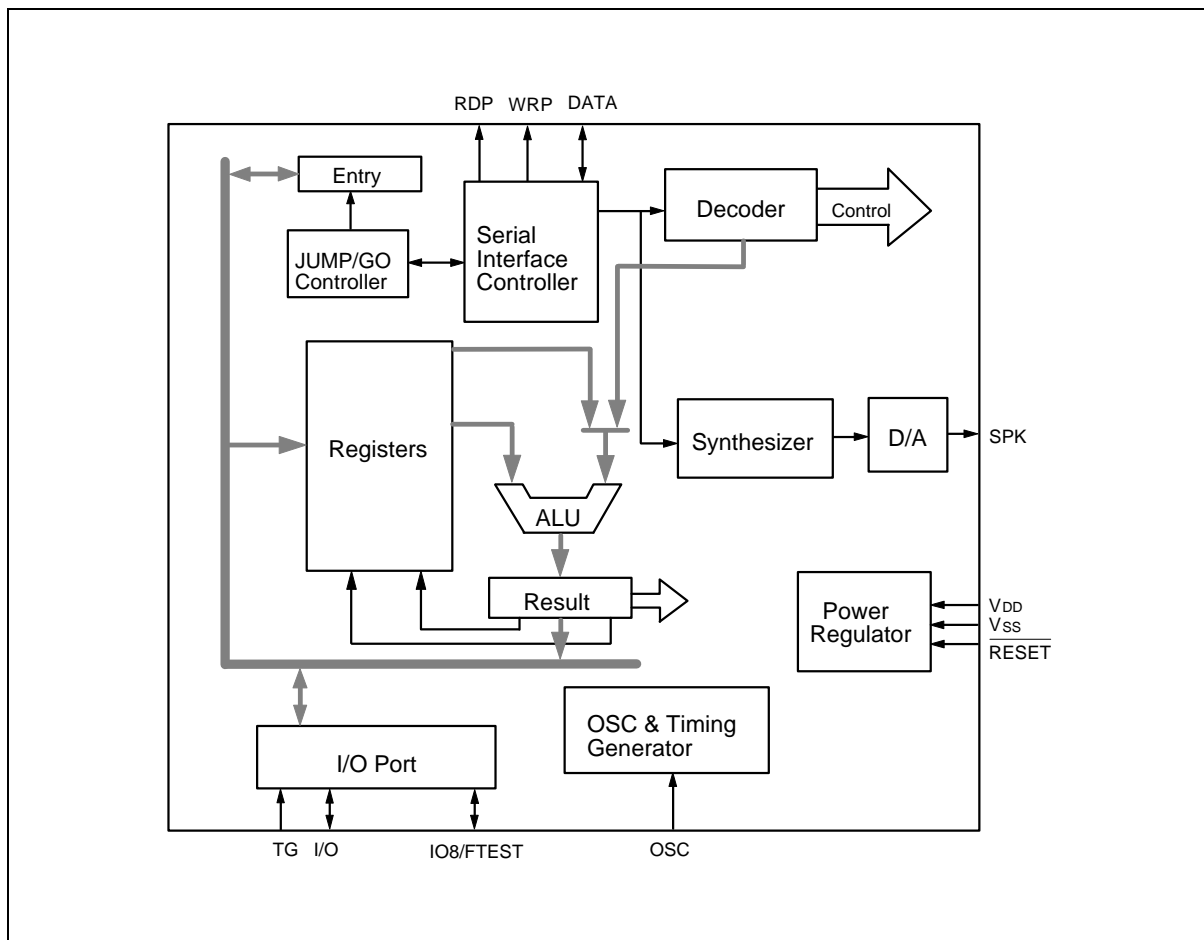 RDP WRP DATA
Entry
JUMP/GO
Controller
Serial
Interface
Controller
Decoder
Control
Registers
Synthesizer
D/A
SPK
ALU
Result
Power
Regulator
VDD
VSS
RESET
OSC & Timing
Generator
I/O Port
TG I/O IO8/FTEST OSC